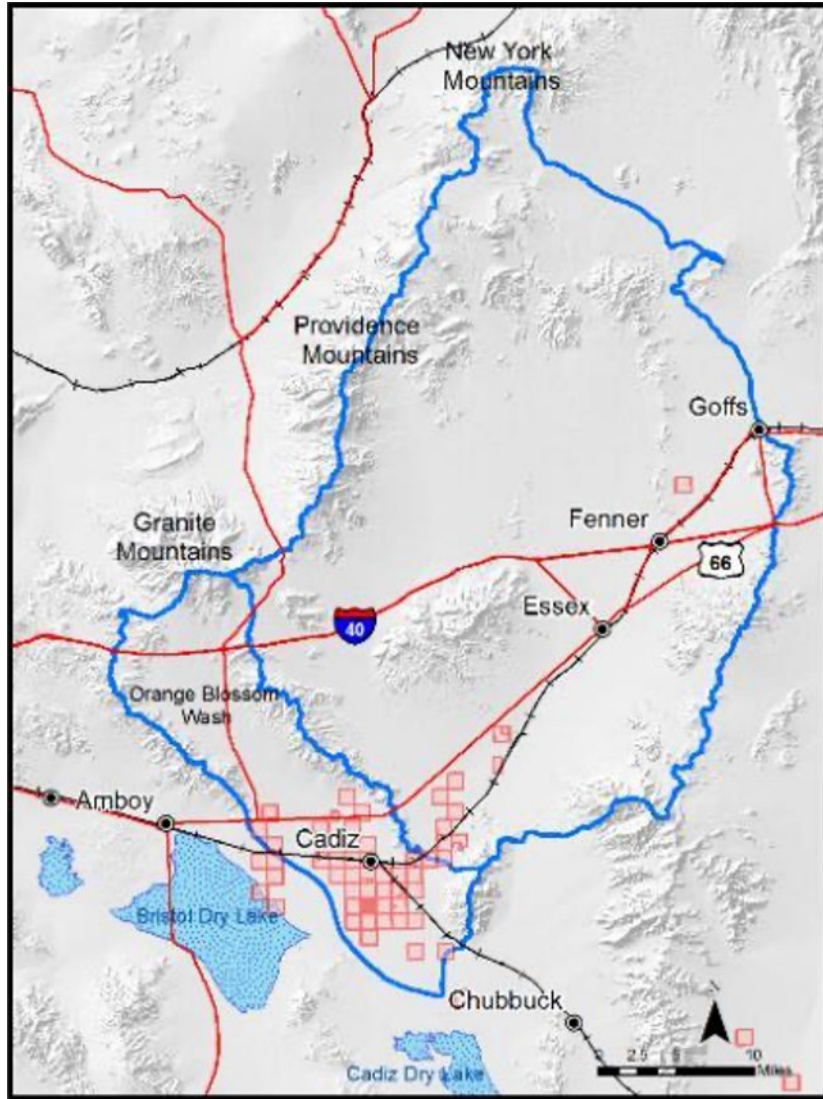 New York
Mountains
Providence
Mountains
Goffs
Granite
Mountains
Fenner
66
Essex
40
Orange Blossom
Wash
Amboy
Cadiz
Bristol Dry Lake
Chubbuck
N
0 2.5 5 10
Miles
Cadiz Dry Lake